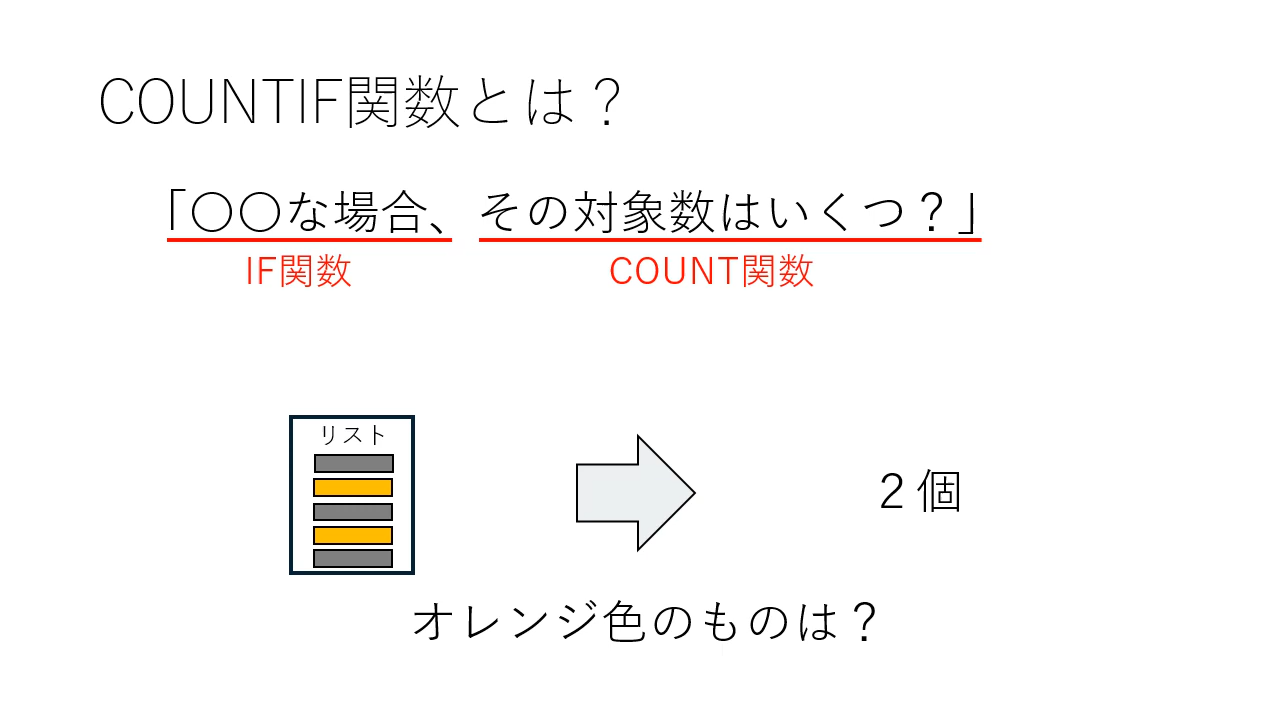 COUNTIF関数とは？
「〇〇な場合、その対象数はいくつ？」
IF関数 COUNT関数
リスト
２個
オレンジ色のものは？